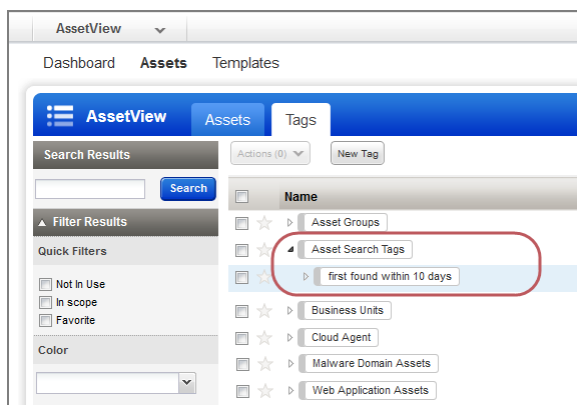 AssetView
Dashboard Assets Templates
AssetView Assets Tags
Search Results
Actions (0) New Tag
Search
Name
Filter Results
Asset Groups
Quick Filters
Asset Search Tags
first found within 10 days
Not In Use
In scope
Favorite
Business Units
Cloud Agent
Color
Malware Domain Assets
Web Application Assets